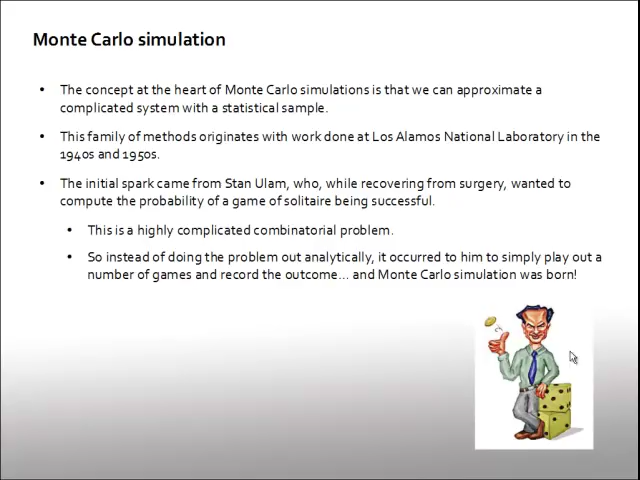 Monte Carlo simulation
• The concept at the heart of Monte Carlo simulations is that we can approximate a
complicated system with a statistical sample.
• This family of methods originates with work done at Los Alamos National Laboratory in the
1940s and 1950s.
• The initial spark came from Stan Ulam, who, while recovering from surgery, wanted to
compute the probability of a game of solitaire being successful.
• This is a highly complicated combinatorial problem.
• So instead of doing the problem out analytically, it occurred to him to simply play out a
number of games and record the outcome... and Monte Carlo simulation was born!